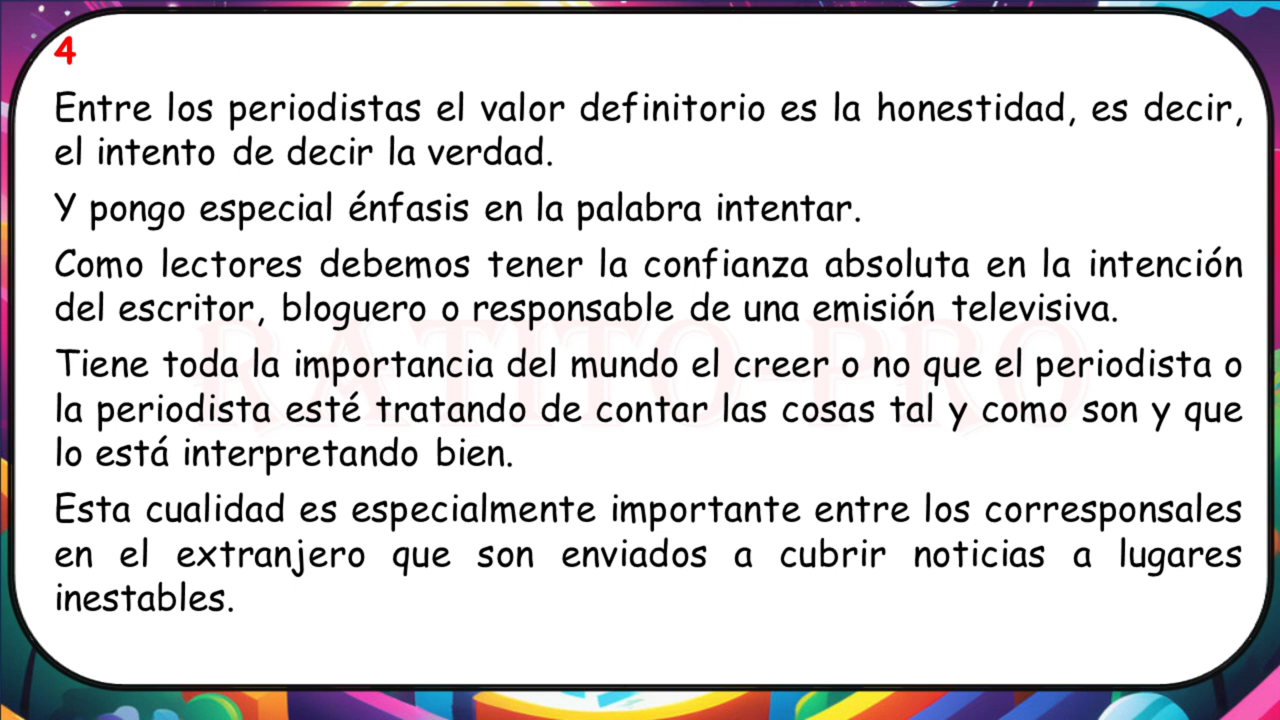 4
Entre los periodistas el valor definitorio es la honestidad, es decir,
el intento de decir la verdad.
Y pongo especial énfasis en la palabra intentar.
Como lectores debemos tener la confianza absoluta en la intención
del escritor, bloguero o responsable de una emisión televisiva.
Tiene toda la importancia del mundo el creer o no que el periodista o
la periodista esté tratando de contar las cosas tal y como son y que
lo está interpretando bien.
Esta cualidad es especialmente importante entre los corresponsales
en el extranjero que son enviados a cubrir noticias a lugares
inestables.
RATITO PRO